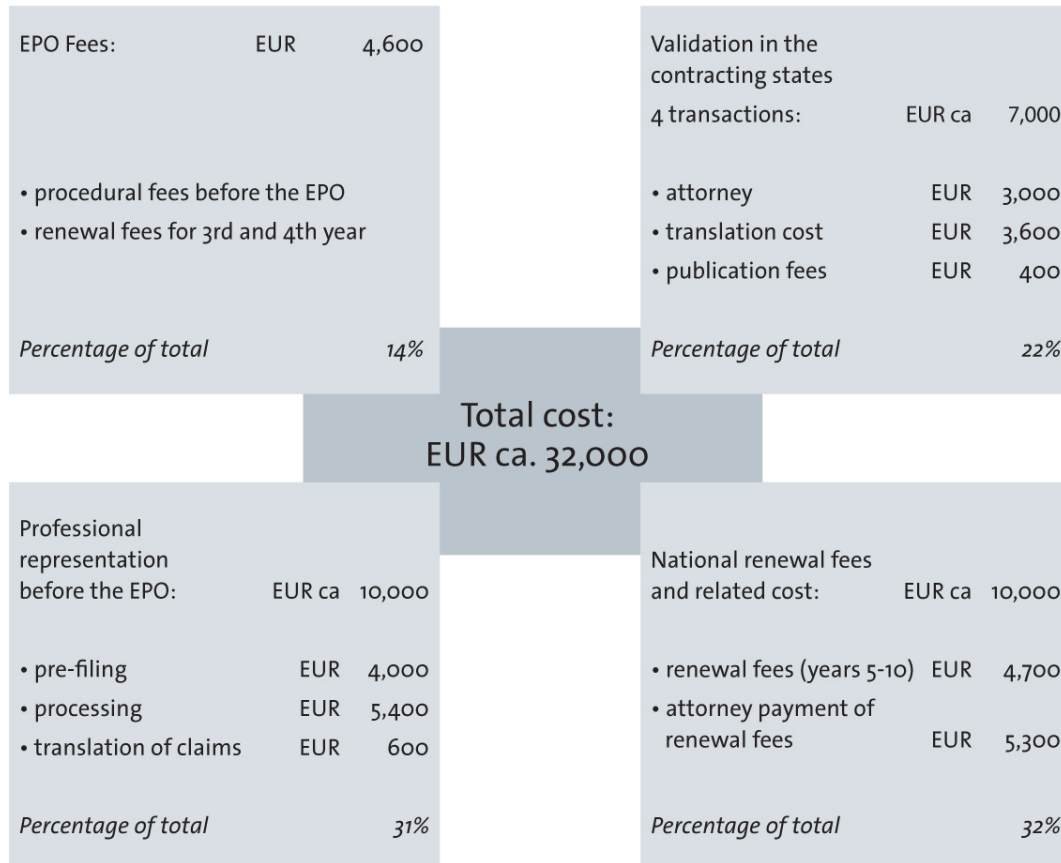 EPO Fees: EUR 4,600
• procedural fees before the EPO
• renewal fees for 3rd and 4th year
Percentage of total 14%
Validation in the
contracting states
4 transactions: EUR ca 7,000
• attorney EUR 3,000
• translation cost EUR 3,600
• publication fees EUR 400
Percentage of total 22%
Total cost:
EUR ca. 32,000
Professional
representation
before the EPO: EUR ca 10,000
• pre-filing EUR 4,000
• processing EUR 5,400
• translation of claims EUR 600
Percentage of total 31%
National renewal fees
and related cost: EUR ca 10,000
• renewal fees (years 5-10) EUR 4,700
• attorney payment of
renewal fees EUR 5,300
Percentage of total 32%